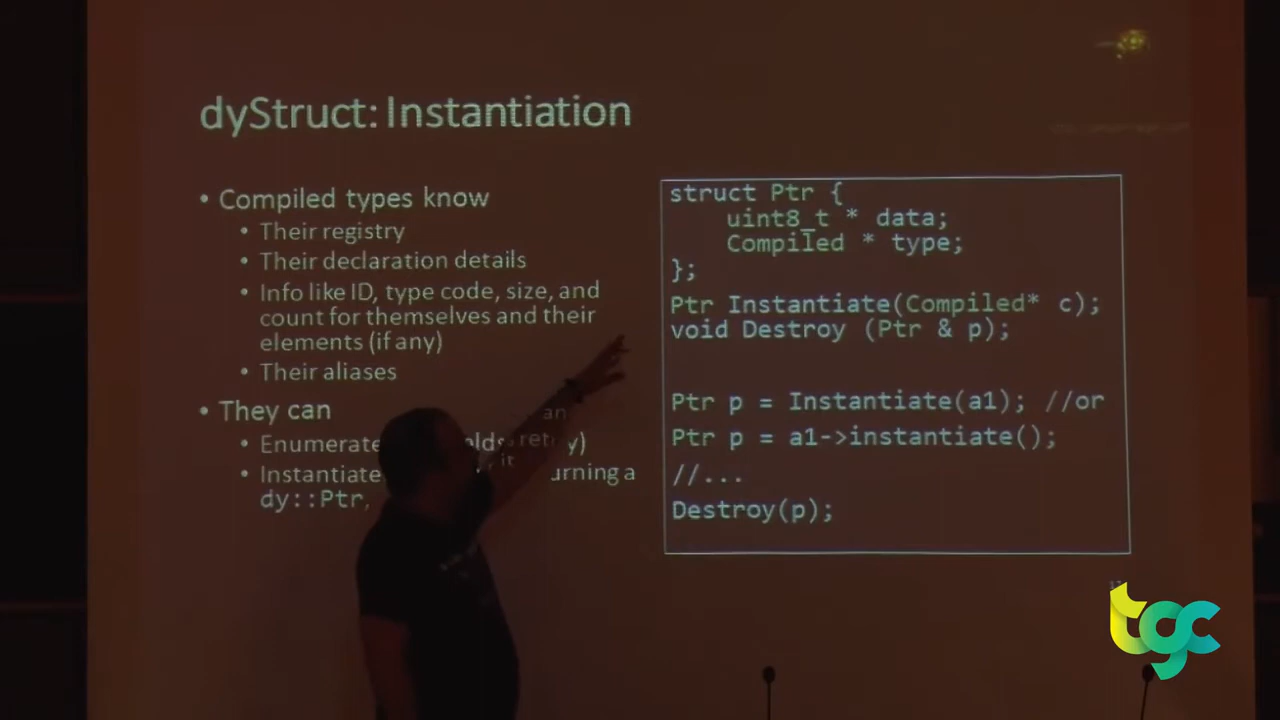 dyStruct: Instantiation
• Compiled types know
• Their registry
• Their declaration details
• Info like ID, type code, size, and
count for themselves and their
elements (if any)
• Their aliases
• They can
• Enumerate
• Instantiate
dy::Ptr,
struct Ptr {
uint8_t * data;
Compiled * type;
};
Ptr Instantiate(Compiled* c);
void Destroy (Ptr & p);
Ptr p = Instantiate(a1); //or
Ptr p = a1->instantiate();
//...
Destroy(p);
tgc